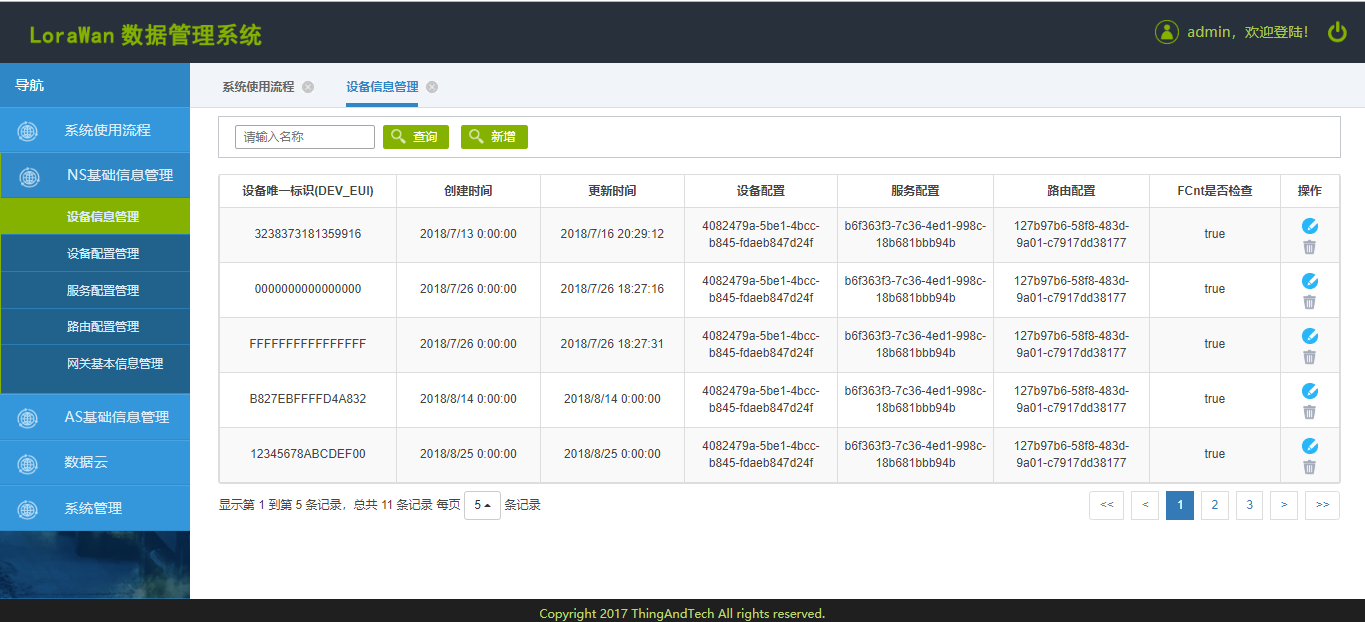 LoraWan 数据管理系统
admin，欢迎登陆！
导航
系统使用流程
NS基础信息管理
设备信息管理
设备配置管理
服务配置管理
路由配置管理
网关基本信息管理
AS基础信息管理
数据云
系统管理
系统使用流程 设备信息管理
请输入名称 查询 新增
设备唯一标识(DEV_EUI) 创建时间 更新时间 设备配置 服务配置 路由配置 FCnt是否检查 操作
3238373181359916 2018/7/13 0:00:00 2018/7/16 20:29:12 4082479a-5be1-4bcc- b6f363f3-7c36-4ed1-998c- 127b97b6-58f8-483d- true
b845-fdaeb847d24f 18b681bbb94b 9a01-c7917dd38177
0000000000000000 2018/7/26 0:00:00 2018/7/26 18:27:16 4082479a-5be1-4bcc- b6f363f3-7c36-4ed1-998c- 127b97b6-58f8-483d- true
b845-fdaeb847d24f 18b681bbb94b 9a01-c7917dd38177
FFFFFFFFFFFFFFFF 2018/7/26 0:00:00 2018/7/26 18:27:31 4082479a-5be1-4bcc- b6f363f3-7c36-4ed1-998c- 127b97b6-58f8-483d- true
b845-fdaeb847d24f 18b681bbb94b 9a01-c7917dd38177
B827EBFFFFD4A832 2018/8/14 0:00:00 2018/8/14 0:00:00 4082479a-5be1-4bcc- b6f363f3-7c36-4ed1-998c- 127b97b6-58f8-483d- true
b845-fdaeb847d24f 18b681bbb94b 9a01-c7917dd38177
12345678ABCDEF00 2018/8/25 0:00:00 2018/8/25 0:00:00 4082479a-5be1-4bcc- b6f363f3-7c36-4ed1-998c- 127b97b6-58f8-483d- true
b845-fdaeb847d24f 18b681bbb94b 9a01-c7917dd38177
显示第 1 到第 5 条记录，总共 11 条记录 每页 5 条记录
<< < 1 2 3 > >>
Copyright 2017 ThingAndTech All rights reserved.